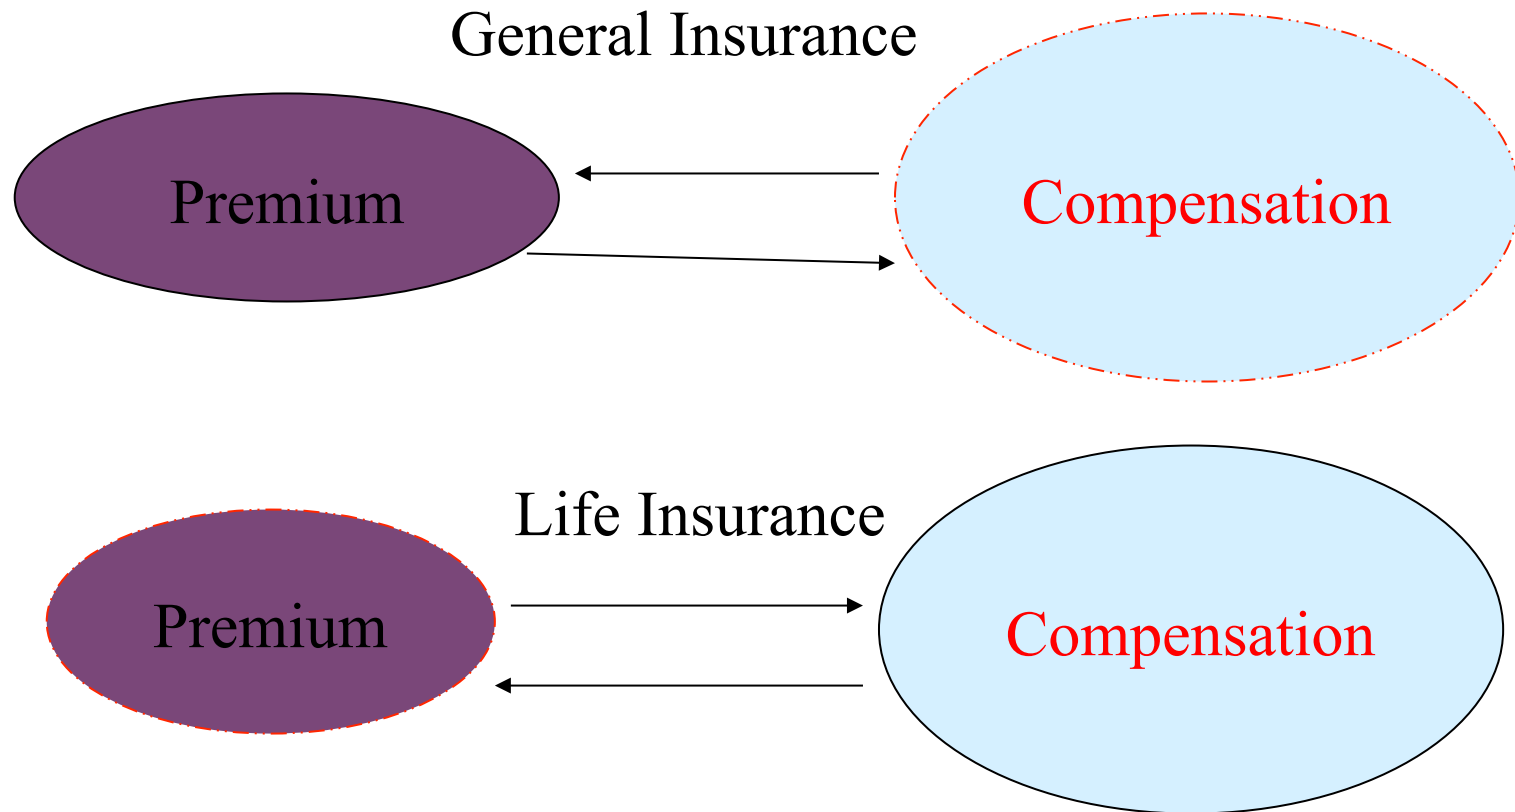 General Insurance
Premium
Compensation
Life Insurance
Premium
Compensation